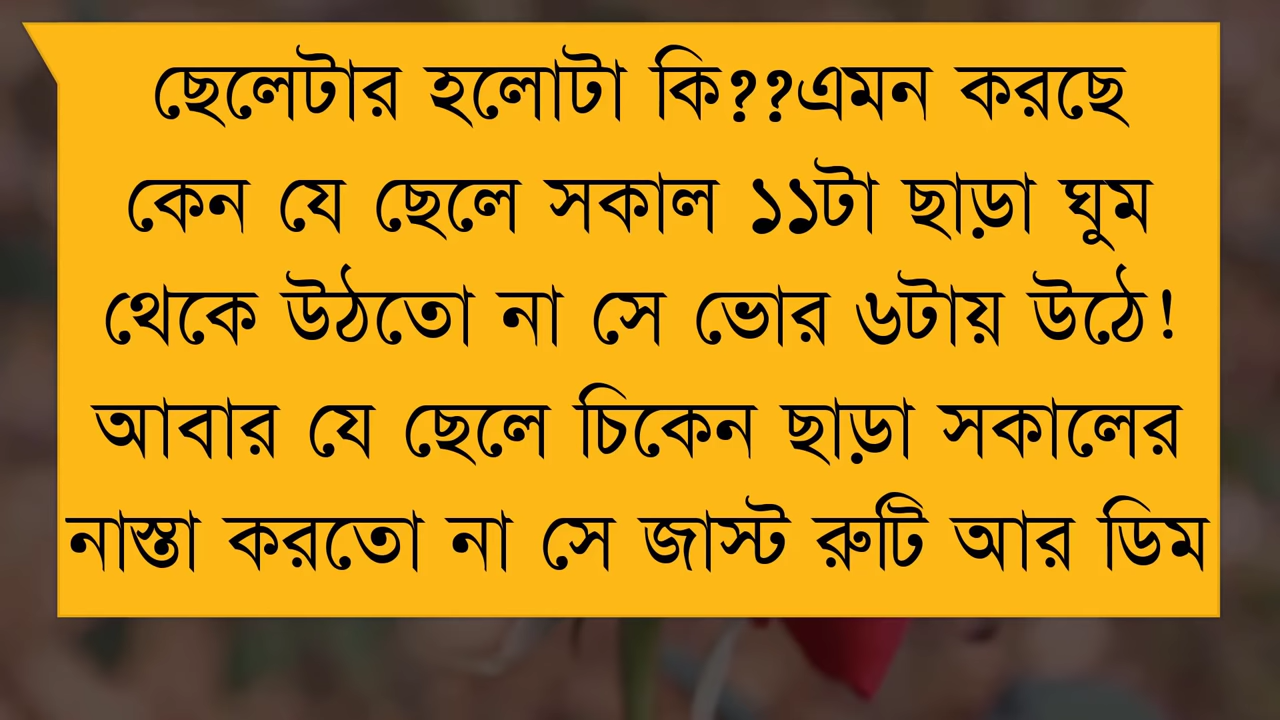 ছেলেটার হলোটা কি??এমন করছে
কেন যে ছেলে সকাল ১১টা ছাড়া ঘুম
থেকে উঠতো না সে ভোর ৬টায় উঠে!
আবার যে ছেলে চিকেন ছাড়া সকালের
নাস্তা করতো না সে জাস্ট রুটি আর ডিম